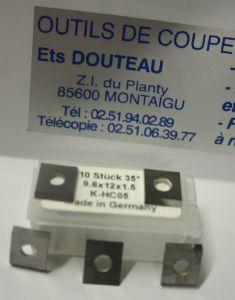 OUTILS DE COUPE
Ets DOUTEAU
Z.I. du Planty
85600 MONTAIGU
Tél : 02.51.94.02.89
Télécopie : 02.51.06.39.77
à n
10 Stück 35°
9.6x12x1.5
K-HC05
Made in Germany